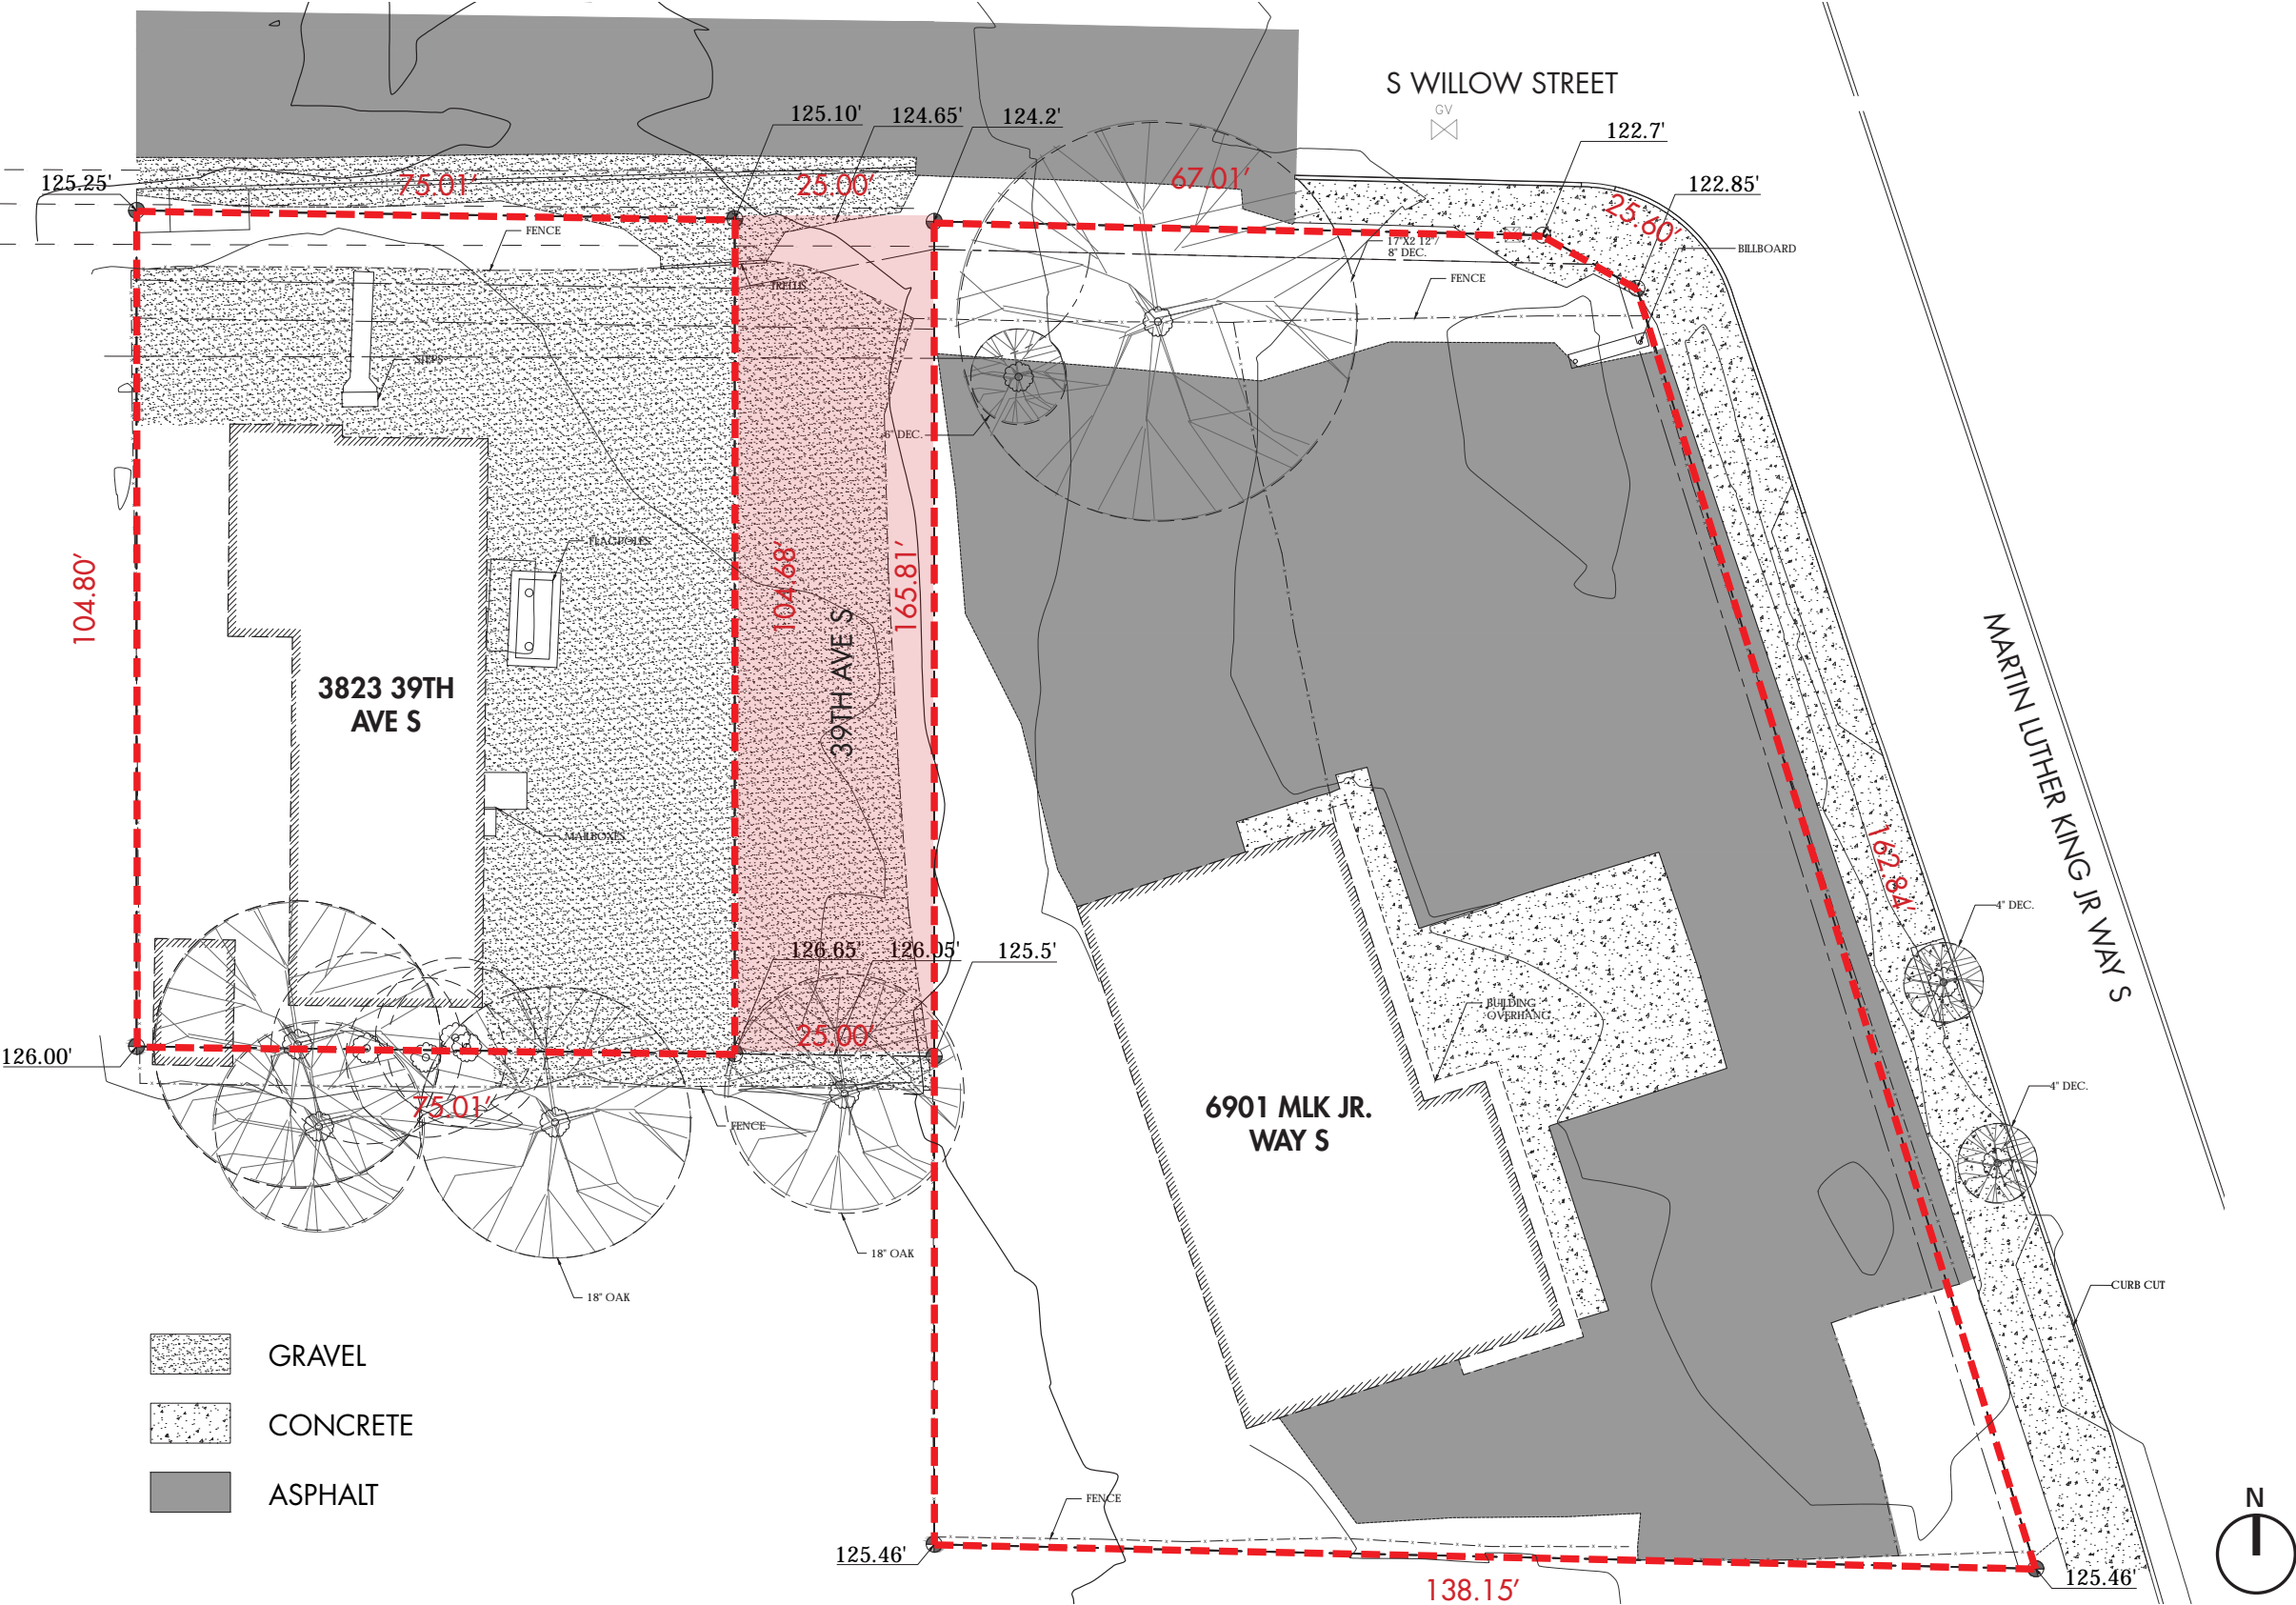 S WILLOW STREET
GV
125.10'
124.65'
124.2'
122.7'
125.25'
75.01'
25.00'
67.01'
122.85'
25.60'
FENCE
17"X2 12"/
8" DEC.
BILLBOARD
FENCE
TRELLIS
STEPS
6" DEC.
FLAGPOLES
104.80'
104.68'
165.81'
39TH AVE S
3823 39TH
AVE S
MARTIN LUTHER KING JR WAY S
MAILBOXES
162.84'
4" DEC.
126.65'
126.05'
125.5'
BUILDING
OVERHANG
25.00'
126.00'
75.01'
4" DEC.
6901 MLK JR.
WAY S
FENCE
18" OAK
18" OAK
CURB CUT
GRAVEL
CONCRETE
ASPHALT
FENCE
N
125.46'
138.15'
125.46'